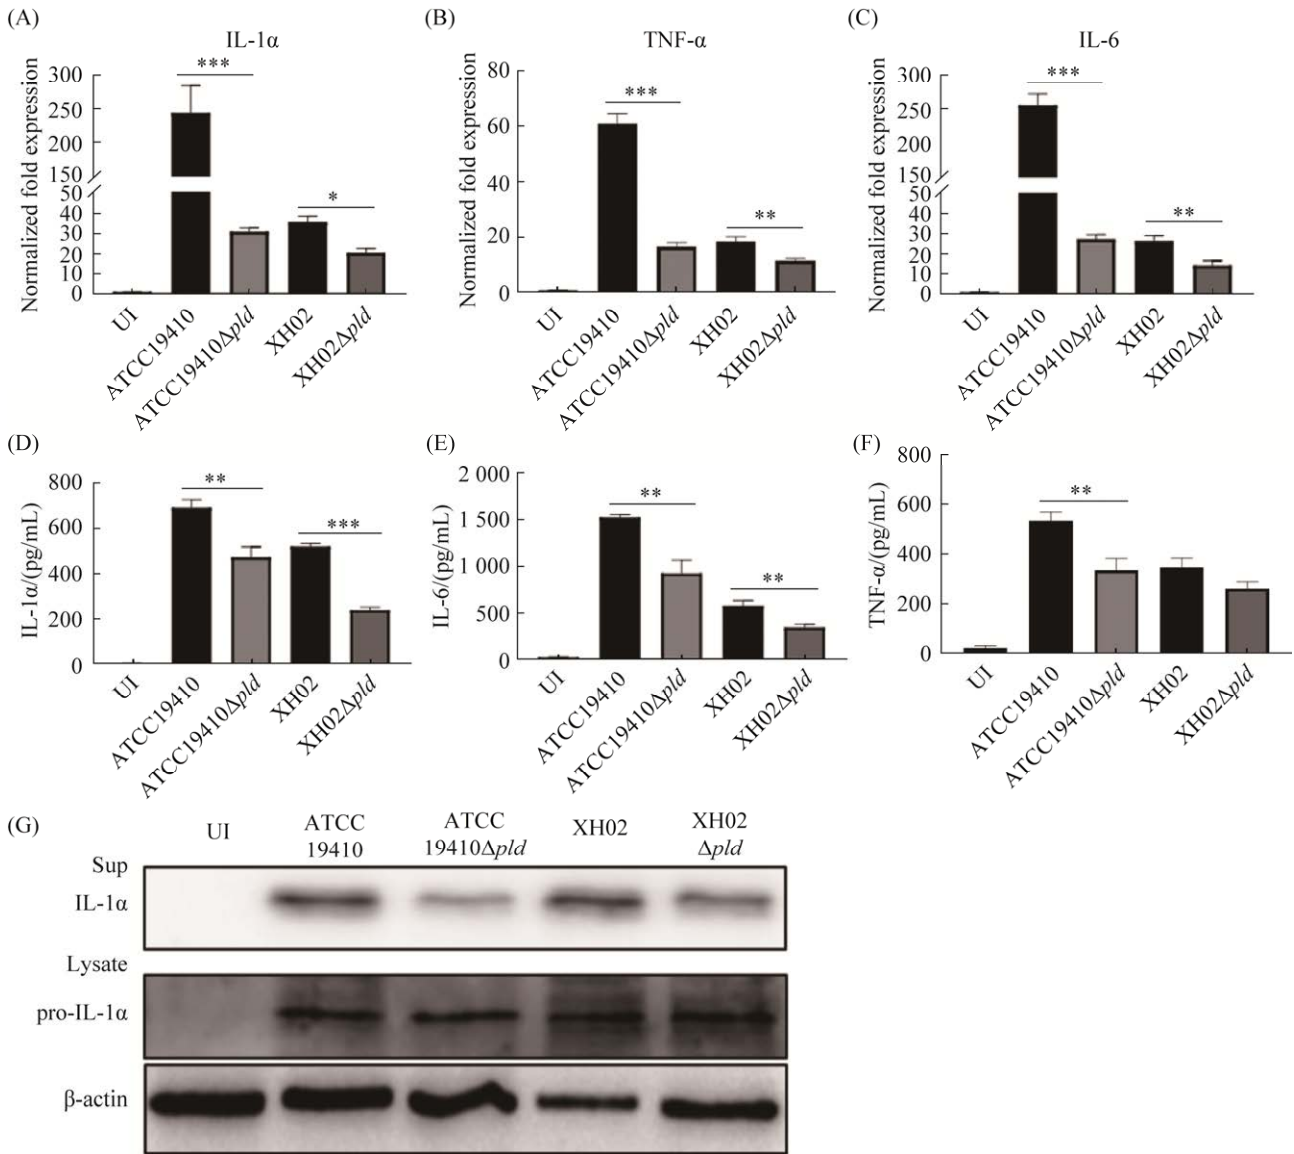 (A)
IL-1α
Normalized fold expression
300
250
200
150
50
40
30
20
10
0
***
*
UI
ATCC19410
ATCC19410Δpld
XH02
XH02Δpld
(B)
TNF-α
Normalized fold expression
80
60
40
20
0
***
**
UI
ATCC19410
ATCC19410Δpld
XH02
XH02Δpld
(C)
IL-6
Normalized fold expression
300
250
200
150
50
40
30
20
10
0
***
**
UI
ATCC19410
ATCC19410Δpld
XH02
XH02Δpld
(D)
IL-1α/(pg/mL)
800
600
400
200
0
**
***
UI
ATCC19410
ATCC19410Δpld
XH02
XH02Δpld
(E)
IL-6/(pg/mL)
2 000
1 500
1 000
500
0
**
**
UI
ATCC19410
ATCC19410Δpld
XH02
XH02Δpld
(F)
TNF-α/(pg/mL)
800
600
400
200
0
**
UI
ATCC19410
ATCC19410Δpld
XH02
XH02Δpld
(G)
UI
ATCC
19410
ATCC
19410Δpld
XH02
XH02
Δpld
Sup
IL-1α
Lysate
pro-IL-1α
β-actin